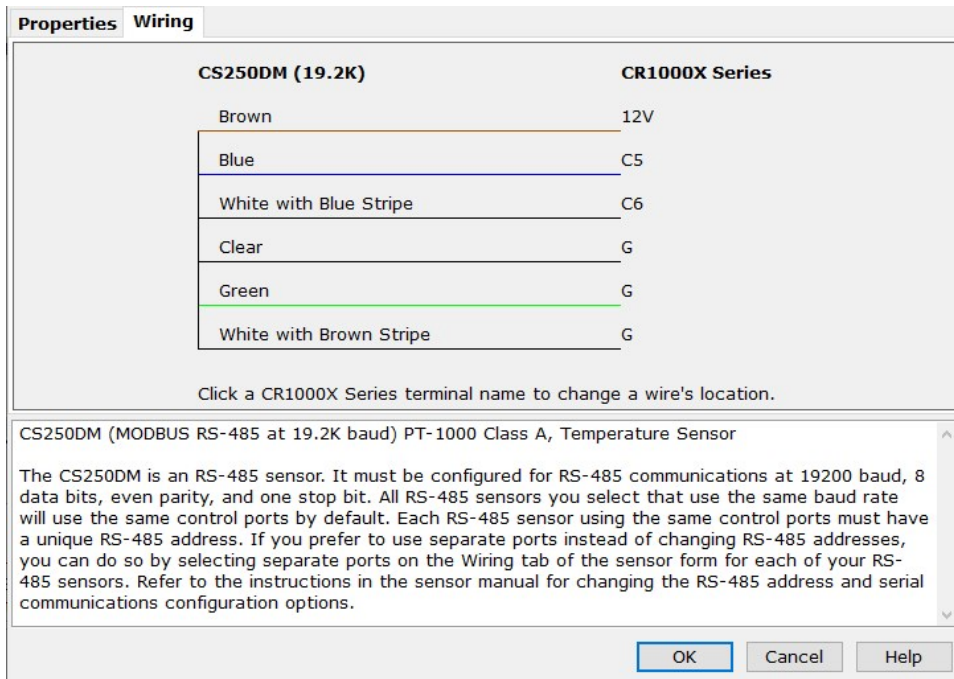 Properties Wiring
CS250DM (19.2K) CR1000X Series
Brown 12V
Blue C5
White with Blue Stripe C6
Clear G
Green G
White with Brown Stripe G
Click a CR1000X Series terminal name to change a wire's location.
CS250DM (MODBUS RS-485 at 19.2K baud) PT-1000 Class A, Temperature Sensor
The CS250DM is an RS-485 sensor. It must be configured for RS-485 communications at 19200 baud, 8
data bits, even parity, and one stop bit. All RS-485 sensors you select that use the same baud rate
will use the same control ports by default. Each RS-485 sensor using the same control ports must have
a unique RS-485 address. If you prefer to use separate ports instead of changing RS-485 addresses,
you can do so by selecting separate ports on the Wiring tab of the sensor form for each of your RS-
485 sensors. Refer to the instructions in the sensor manual for changing the RS-485 address and serial
communications configuration options.
OK Cancel Help